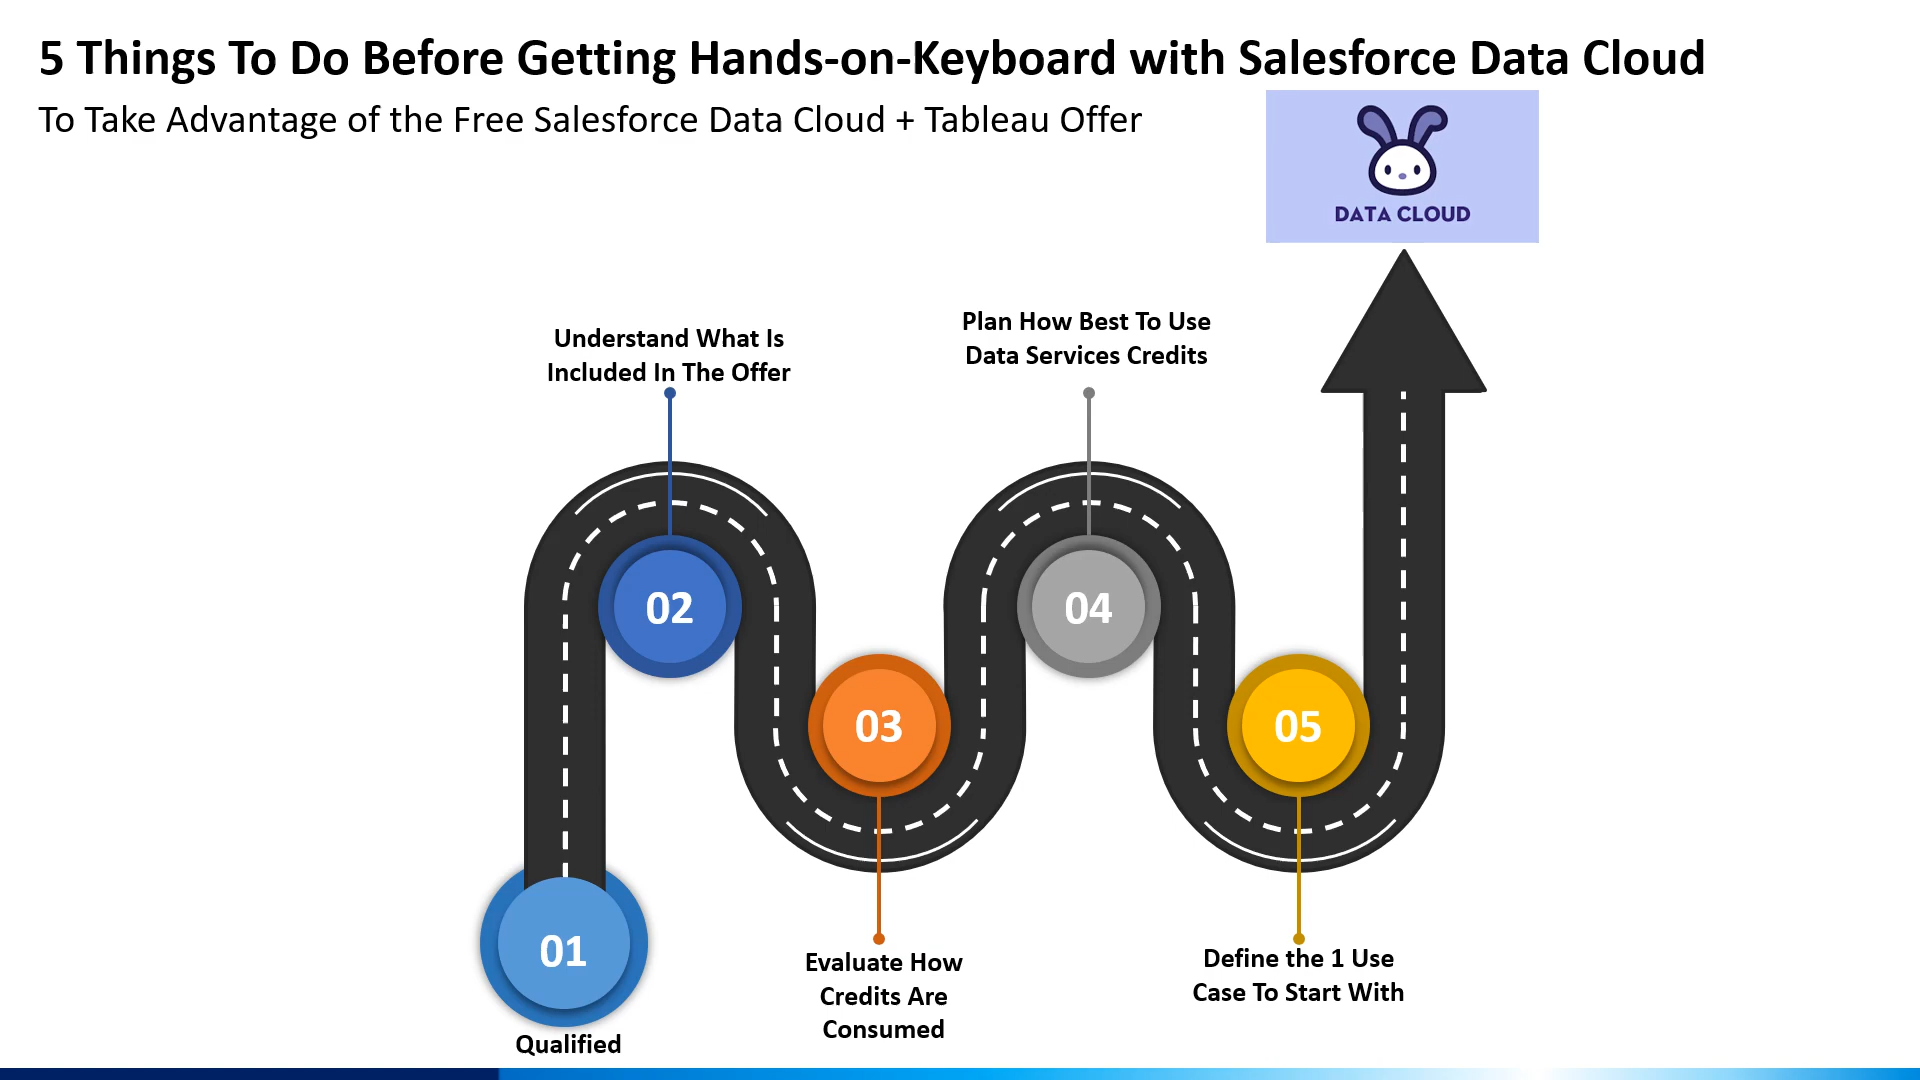 5 Things To Do Before Getting Hands-on-Keyboard with Salesforce Data Cloud
To Take Advantage of the Free Salesforce Data Cloud + Tableau Offer
DATA CLOUD
Plan How Best To Use
Data Services Credits
Understand What Is
Included In The Offer
02
04
03
05
01
Evaluate How
Credits Are
Consumed
Define the 1 Use
Case To Start With
Qualified